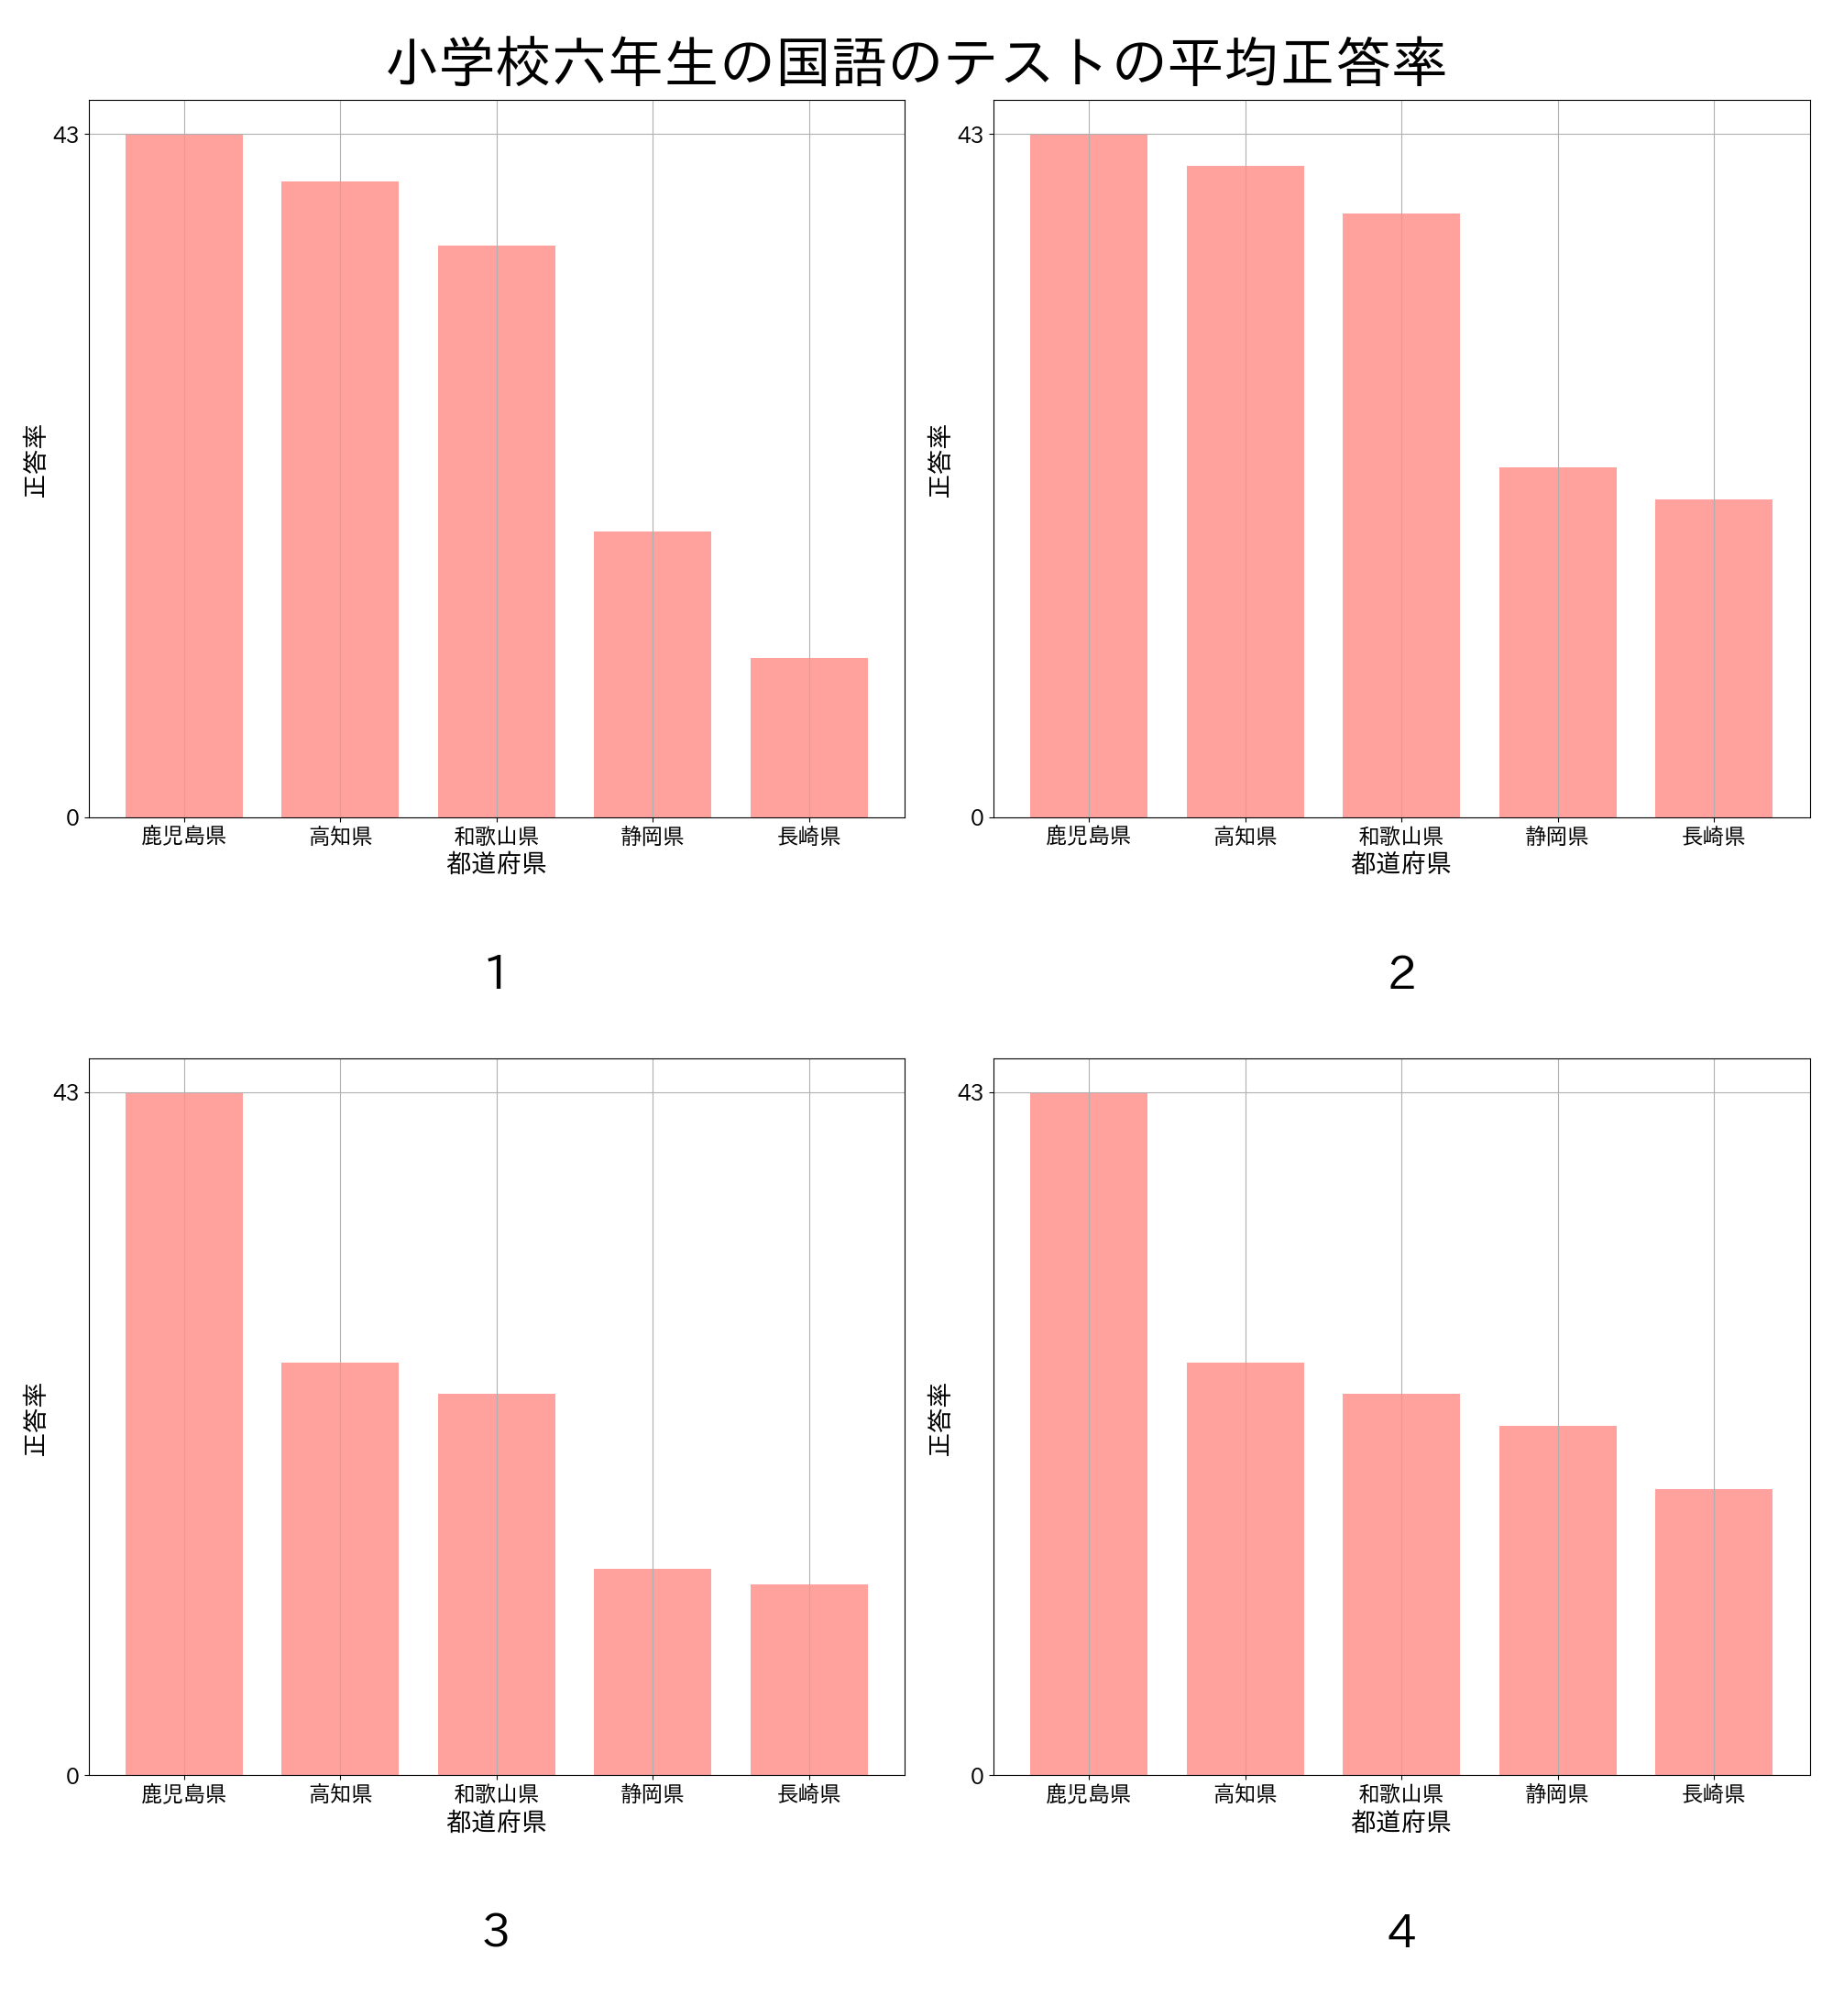 小学校六年生の国語のテストの平均正答率
43
0
正答率
鹿児島県 高知県 和歌山県 静岡県 長崎県
都道府県
1
43
0
正答率
鹿児島県 高知県 和歌山県 静岡県 長崎県
都道府県
2
43
0
正答率
鹿児島県 高知県 和歌山県 静岡県 長崎県
都道府県
3
43
0
正答率
鹿児島県 高知県 和歌山県 静岡県 長崎県
都道府県
4